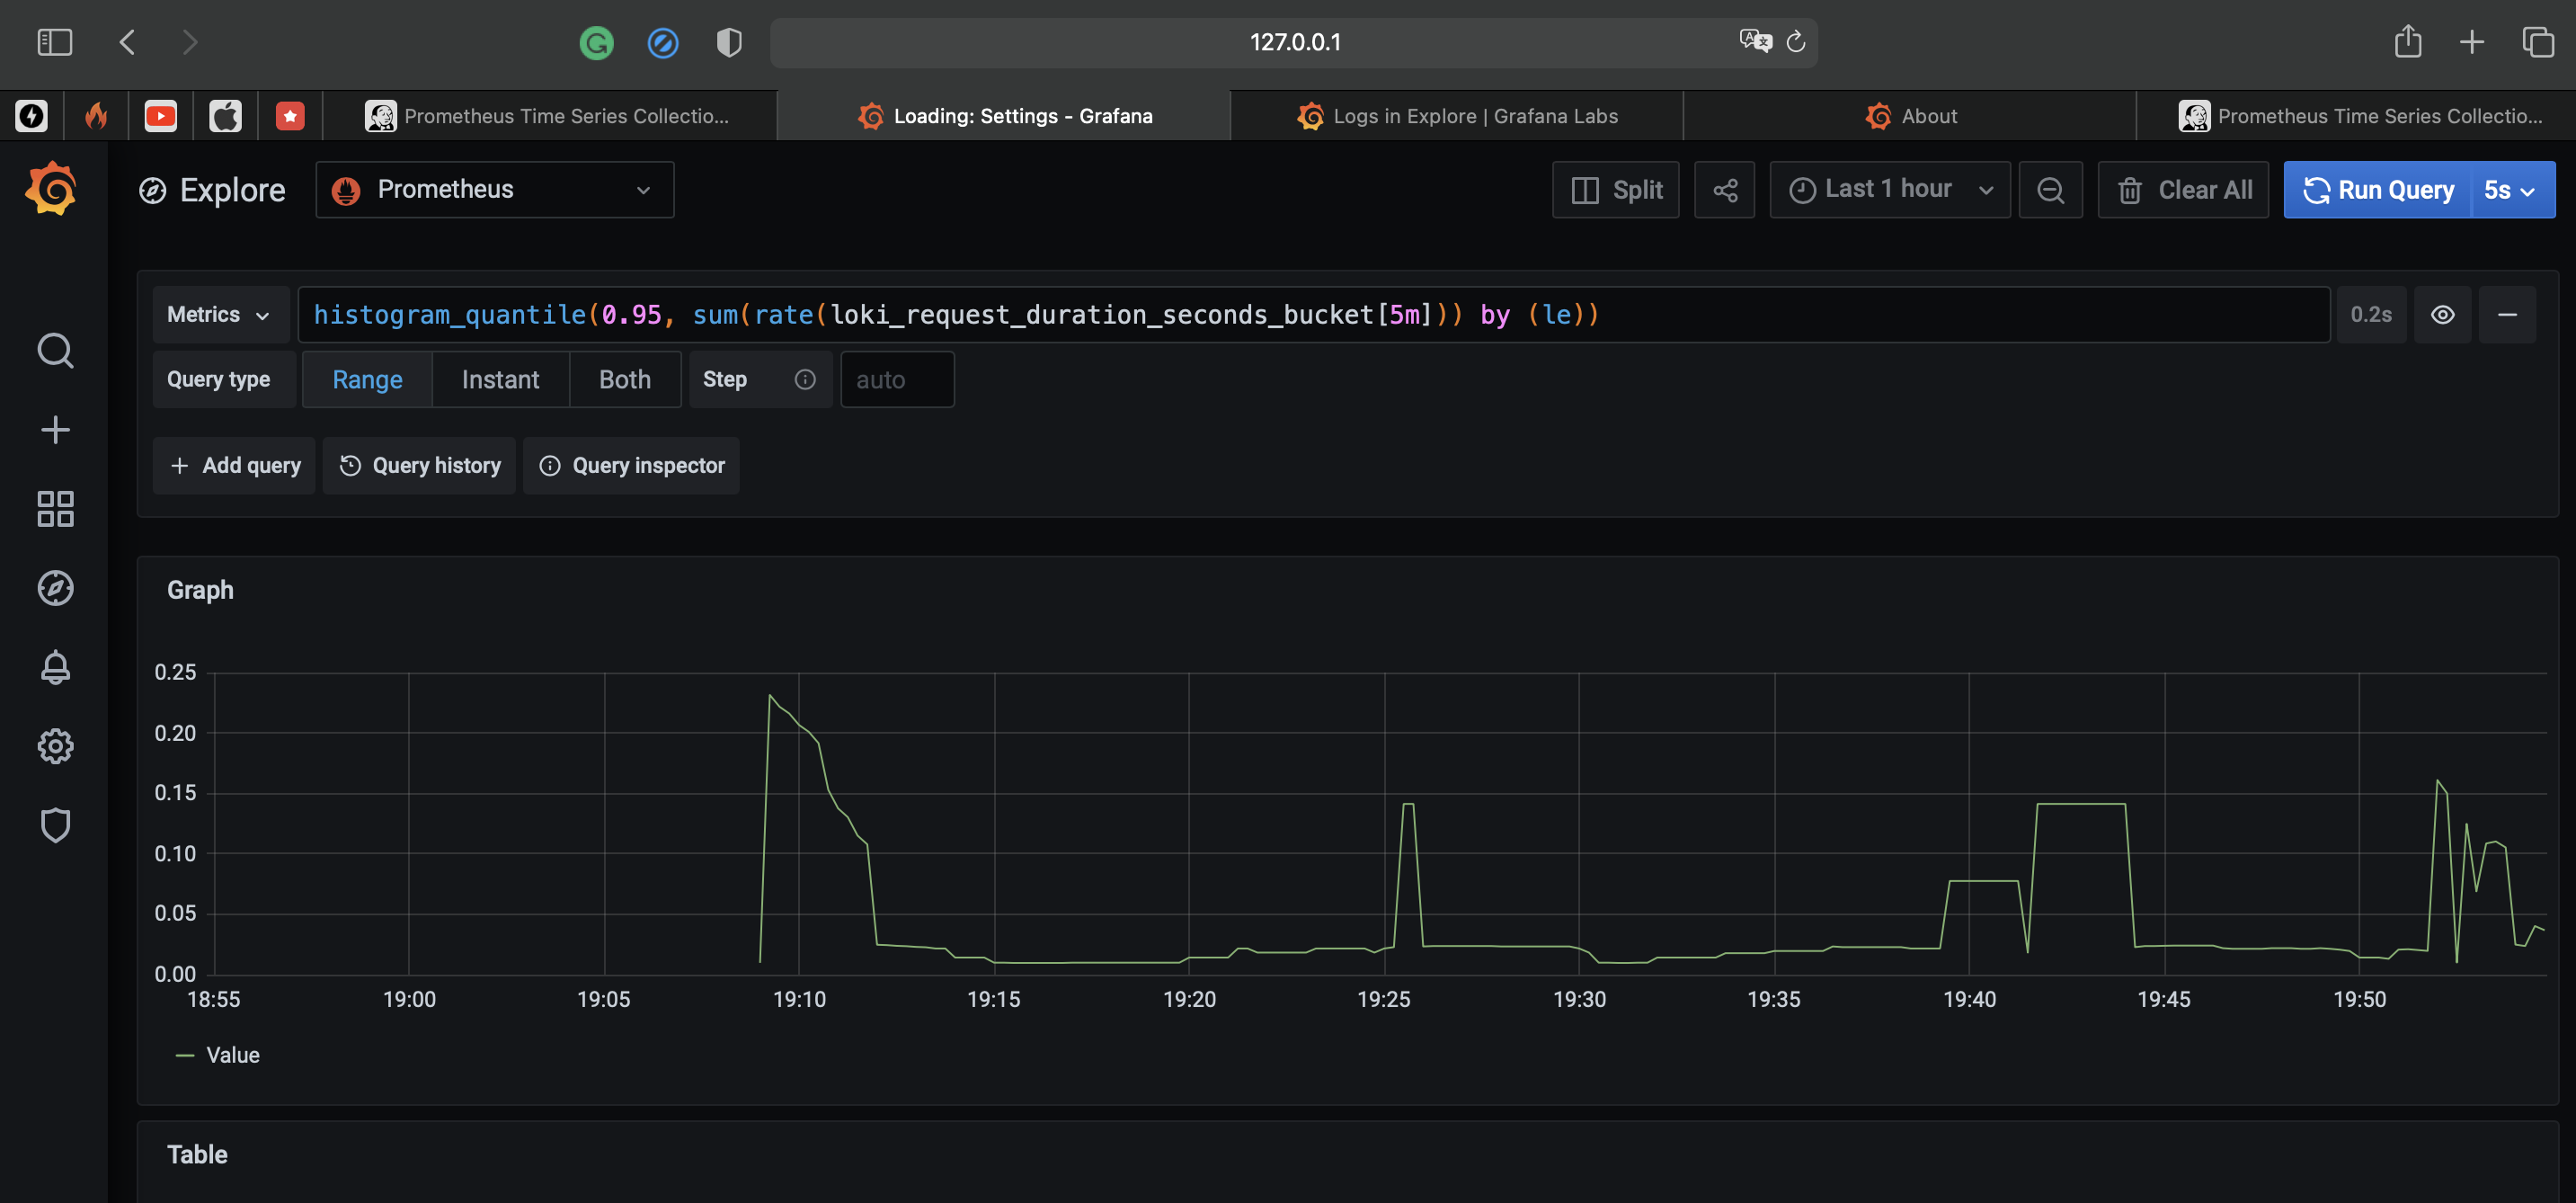 127.0.0.1
Prometheus Time Series Collectio...
Loading: Settings - Grafana
Logs in Explore | Grafana Labs
About
Prometheus Time Series Collectio...
Explore
Prometheus
Split
Last 1 hour
Clear All
Run Query
5s
Metrics
histogram_quantile(0.95, sum(rate(loki_request_duration_seconds_bucket[5m])) by (le))
0.2s
Query type
Range
Instant
Both
Step
auto
Add query
Query history
Query inspector
Graph
0.25
0.20
0.15
0.10
0.05
0.00
18:55
19:00
19:05
19:10
19:15
19:20
19:25
19:30
19:35
19:40
19:45
19:50
Value
Table